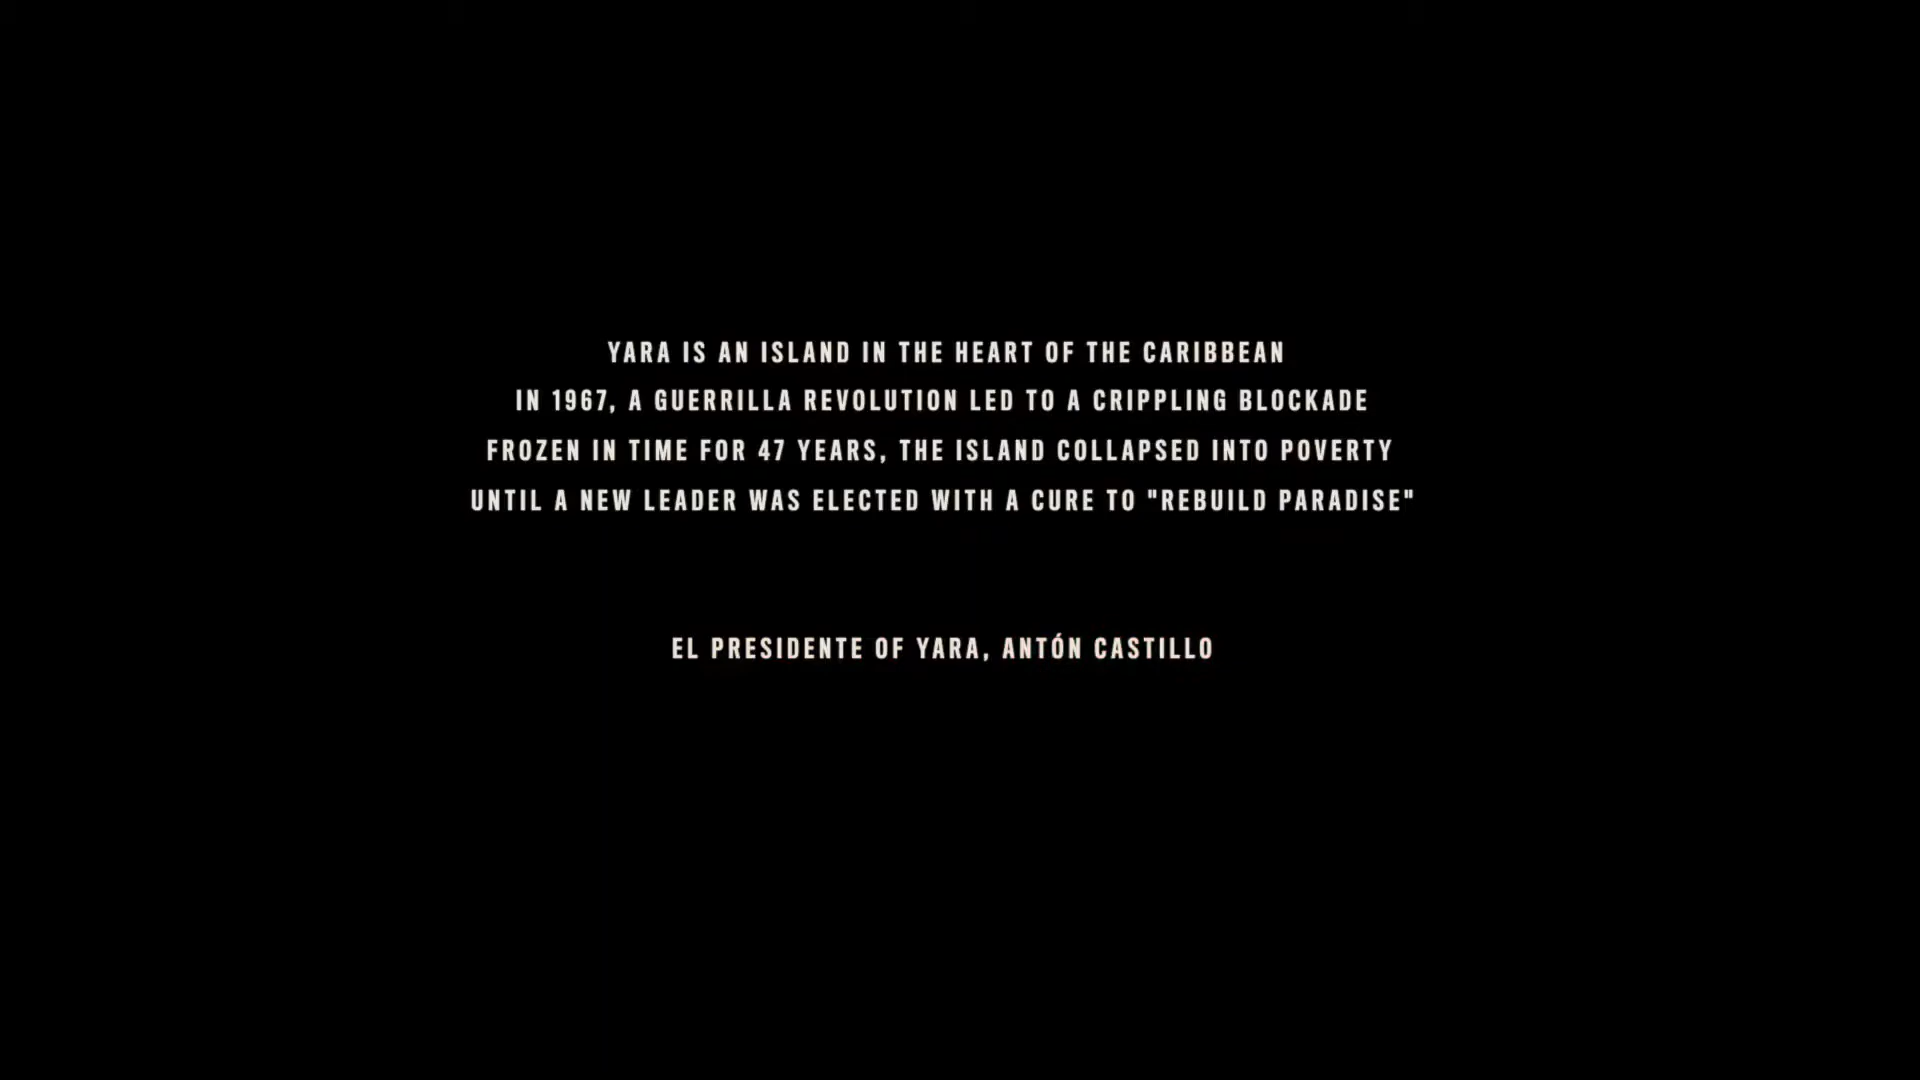 YARA IS AN ISLAND IN THE HEART OF THE CARIBBEAN
IN 1967, A GUERRILLA REVOLUTION LED TO A CRIPPLING BLOCKADE
FROZEN IN TIME FOR 47 YEARS, THE ISLAND COLLAPSED INTO POVERTY
UNTIL A NEW LEADER WAS ELECTED WITH A CURE TO "REBUILD PARADISE"
EL PRESIDENTE OF YARA, ANTÓN CASTILLO